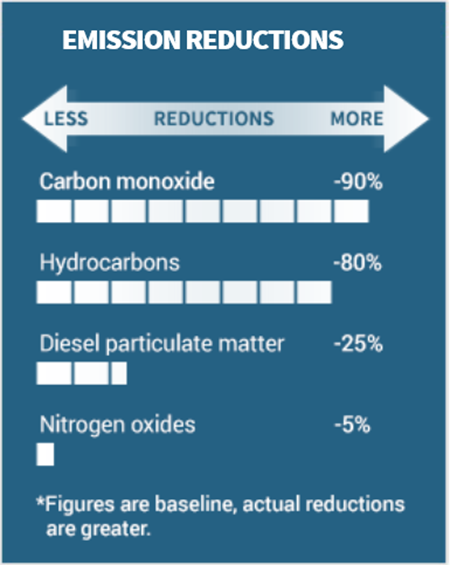 EMISSION REDUCTIONS
LESS REDUCTIONS MORE
Carbon monoxide -90%
Hydrocarbons -80%
Diesel particulate matter -25%
Nitrogen oxides -5%
*Figures are baseline, actual reductions
are greater.